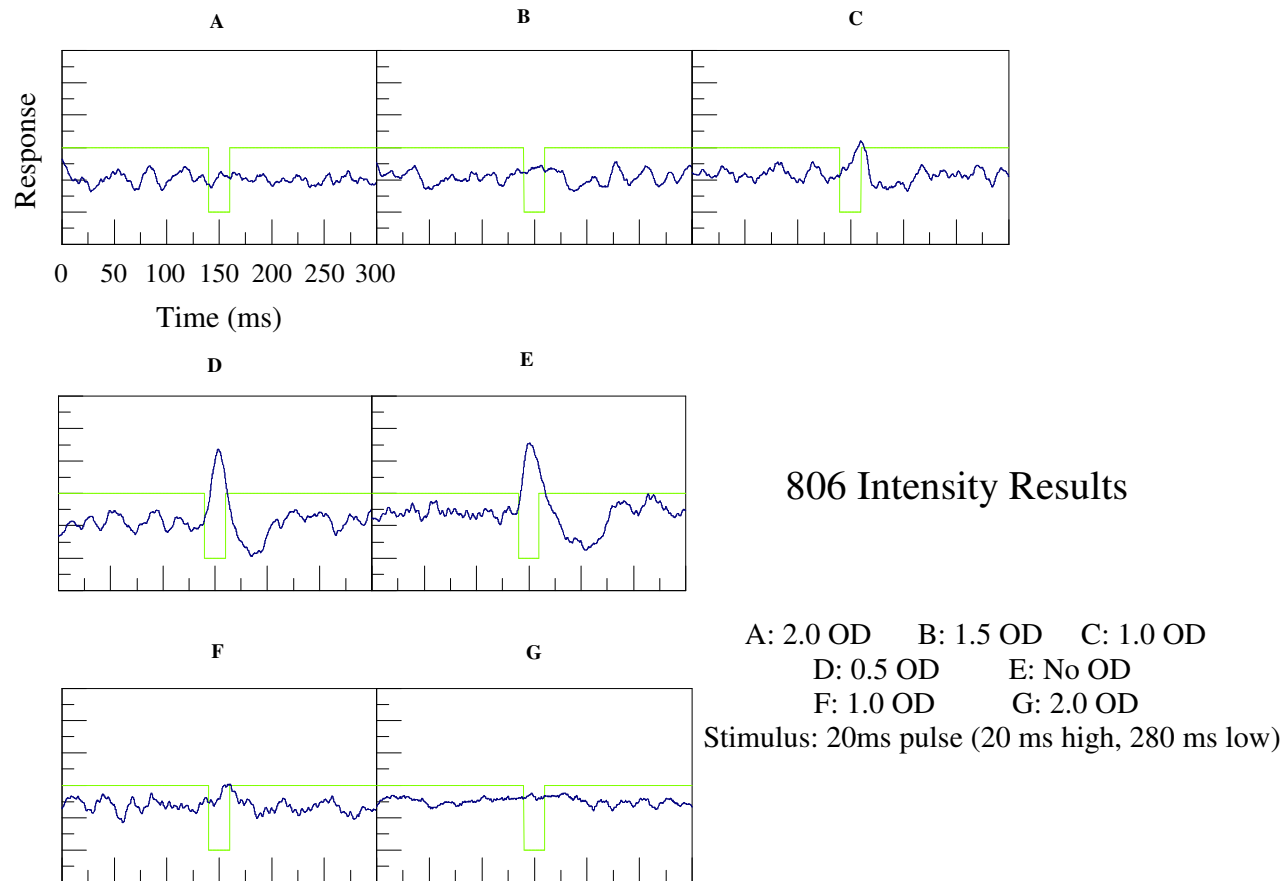 A B C
Response
0 50 100 150 200 250 300
Time (ms)
D E
806 Intensity Results
F G
A: 2.0 OD B: 1.5 OD C: 1.0 OD
D: 0.5 OD E: No OD
F: 1.0 OD G: 2.0 OD
Stimulus: 20ms pulse (20 ms high, 280 ms low)